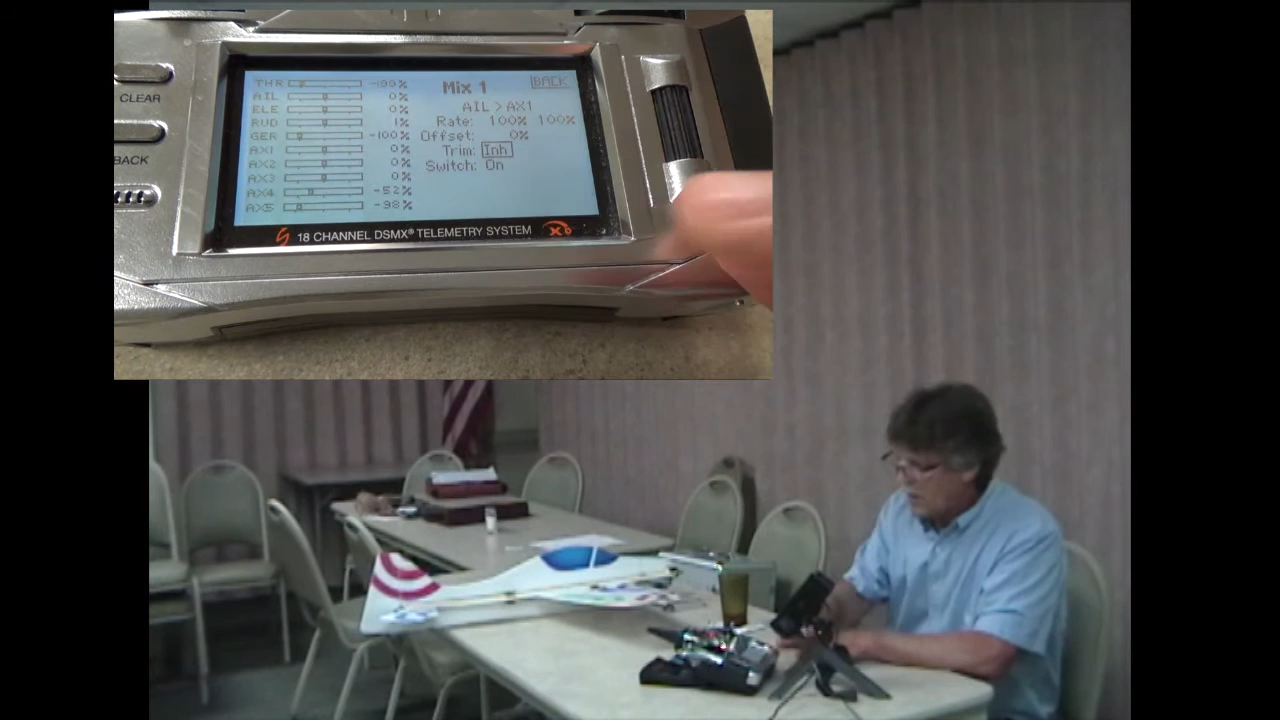 CLEAR
BACK
THR -100%
AIL 0%
ELE 0%
RUD 1%
GER -100%
AX1 0%
AX2 0%
AX3 0%
AX4 -52%
AX5 -98%
Mix 1
BACK
AIL > AX1
Rate: 100% 100%
Offset: 0%
Trim: Inh
Switch: On
18 CHANNEL DSMX® TELEMETRY SYSTEM